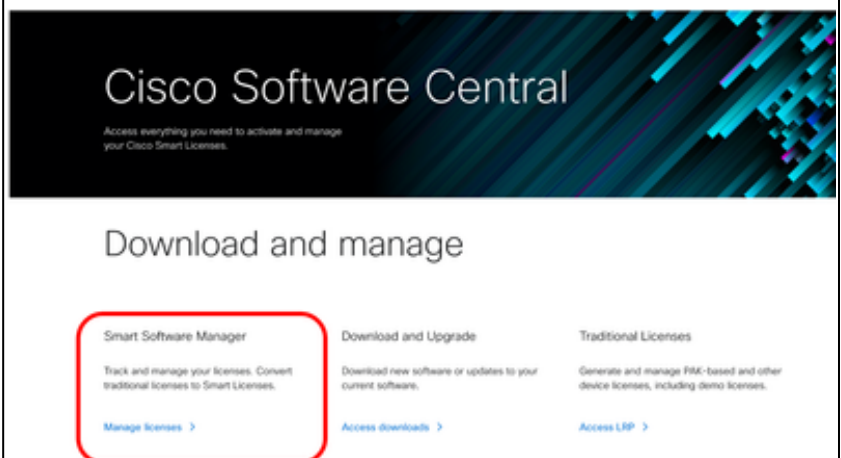 Cisco Software Central
Access everything you need to activate and manage
your Cisco Smart Licenses.
Download and manage
Smart Software Manager
Track and manage your licenses. Convert
traditional licenses to Smart Licenses.
Manage licenses >
Download and Upgrade
Download new software or updates to your
current software.
Access downloads >
Traditional Licenses
Generate and manage PAK-based and other
device licenses, including demo licenses.
Access LRP >